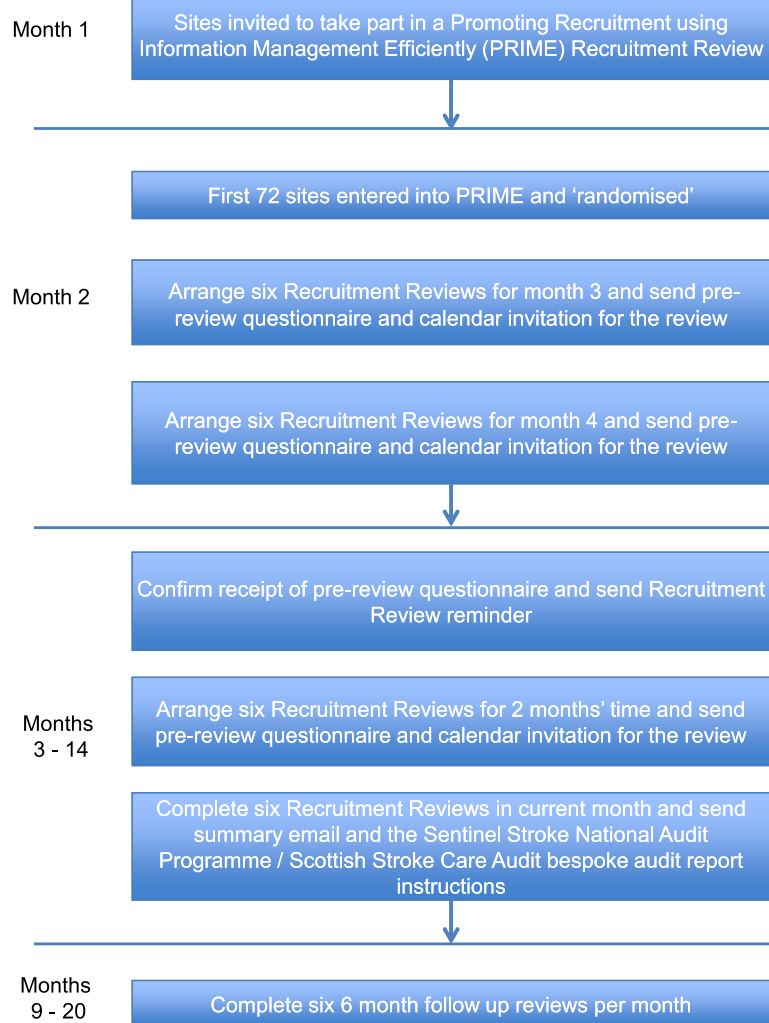 Month 1
Sites invited to take part in a Promoting Recruitment using
Information Management Efficiently (PRIME) Recruitment Review
First 72 sites entered into PRIME and ‘randomised’
Month 2
Arrange six Recruitment Reviews for month 3 and send pre-
review questionnaire and calendar invitation for the review
Arrange six Recruitment Reviews for month 4 and send pre-
review questionnaire and calendar invitation for the review
Confirm receipt of pre-review questionnaire and send Recruitment
Review reminder
Months
3 - 14
Arrange six Recruitment Reviews for 2 months’ time and send
pre-review questionnaire and calendar invitation for the review
Complete six Recruitment Reviews in current month and send
summary email and the Sentinel Stroke National Audit
Programme / Scottish Stroke Care Audit bespoke audit report
instructions
Months
9 - 20
Complete six 6 month follow up reviews per month